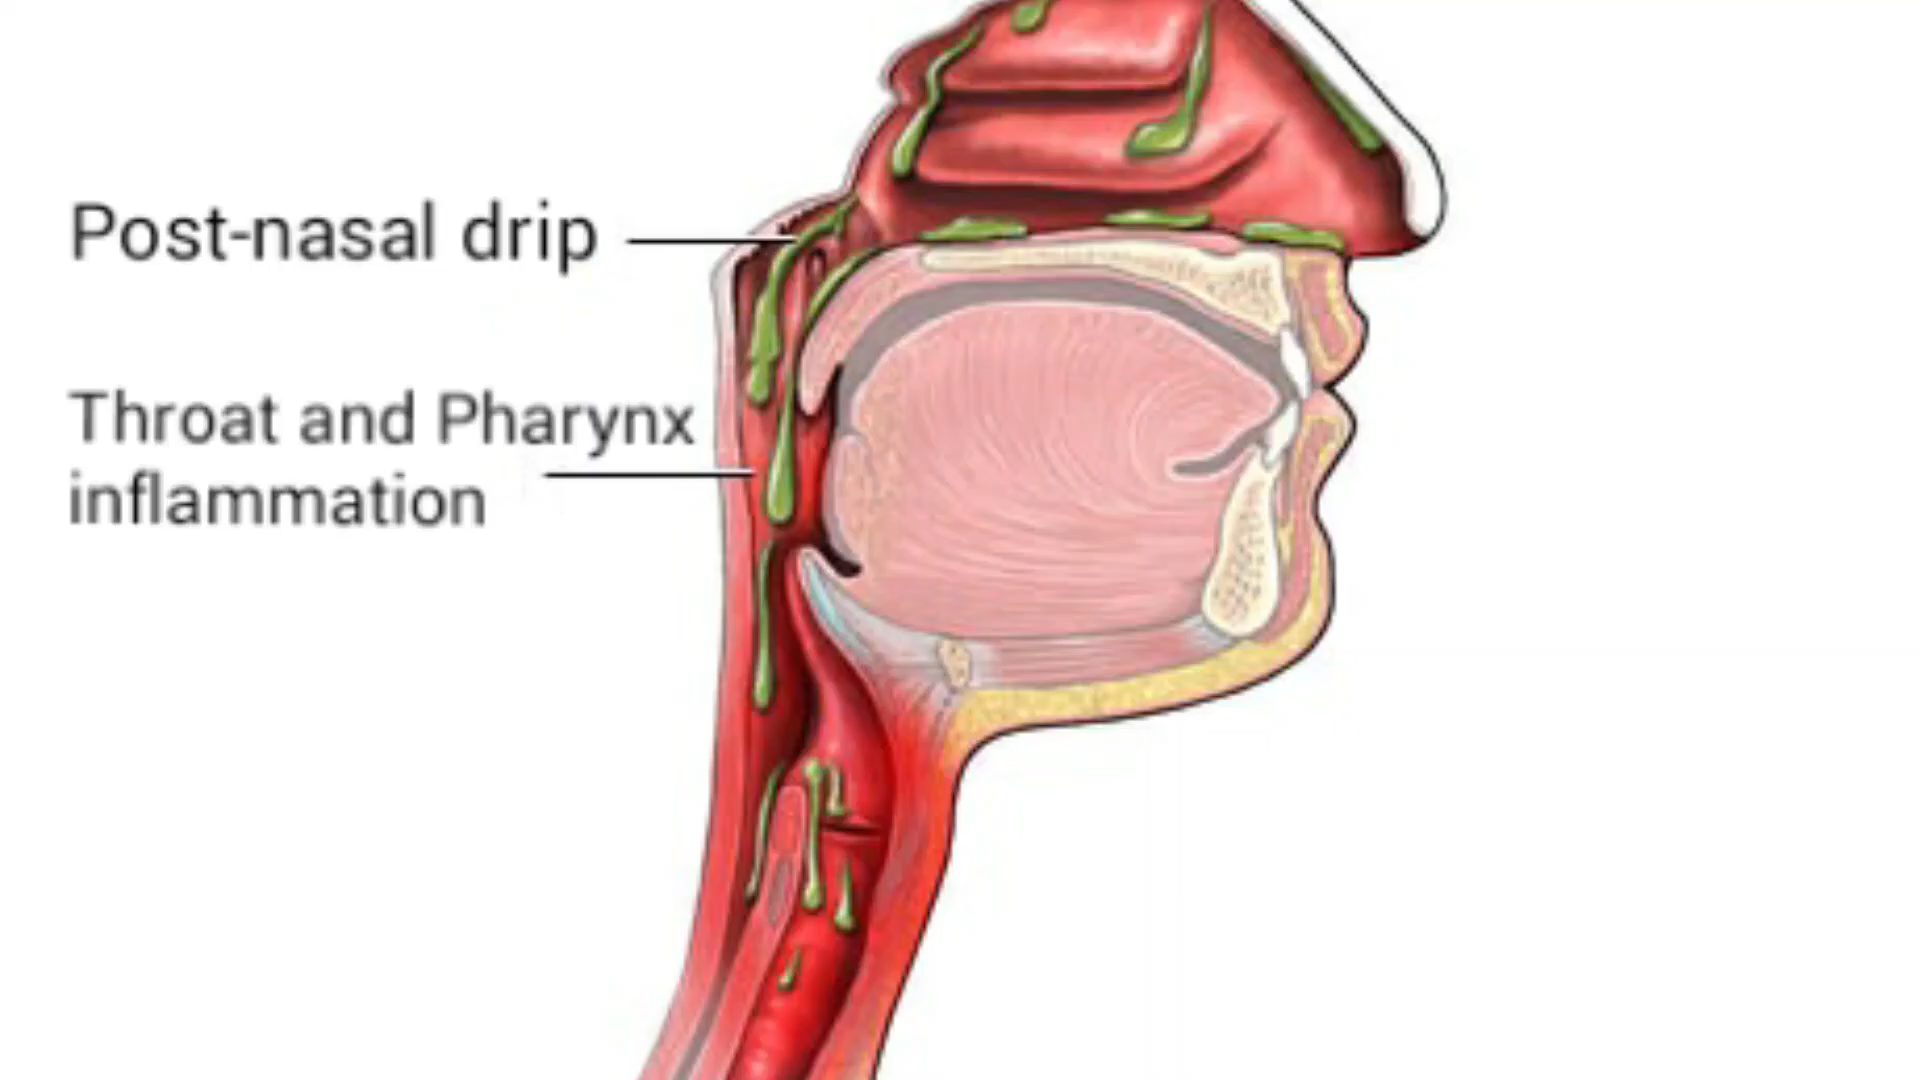 Post-nasal drip
Throat and Pharynx
inflammation